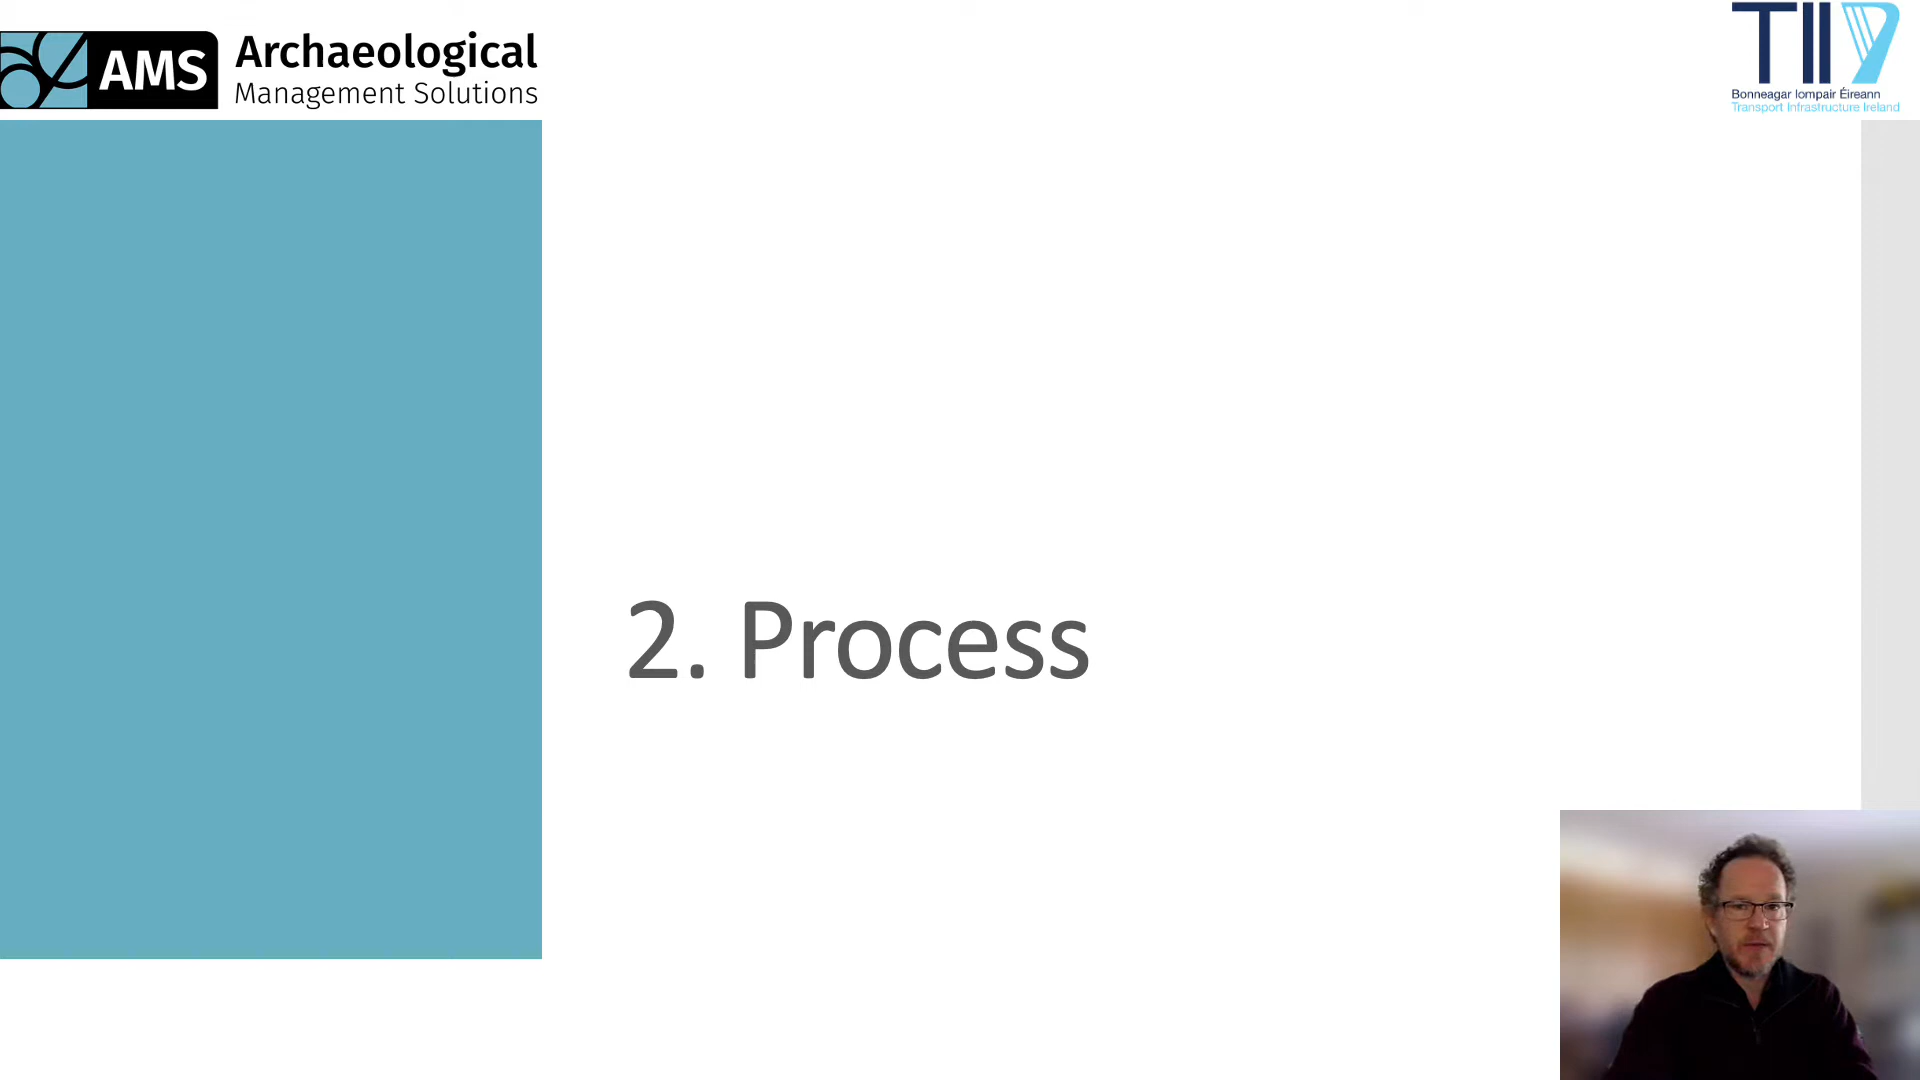 AMS
Archaeological
Management Solutions
TII
Bonneagar Iompair Éireann
Transport Infrastructure Ireland
2. Process